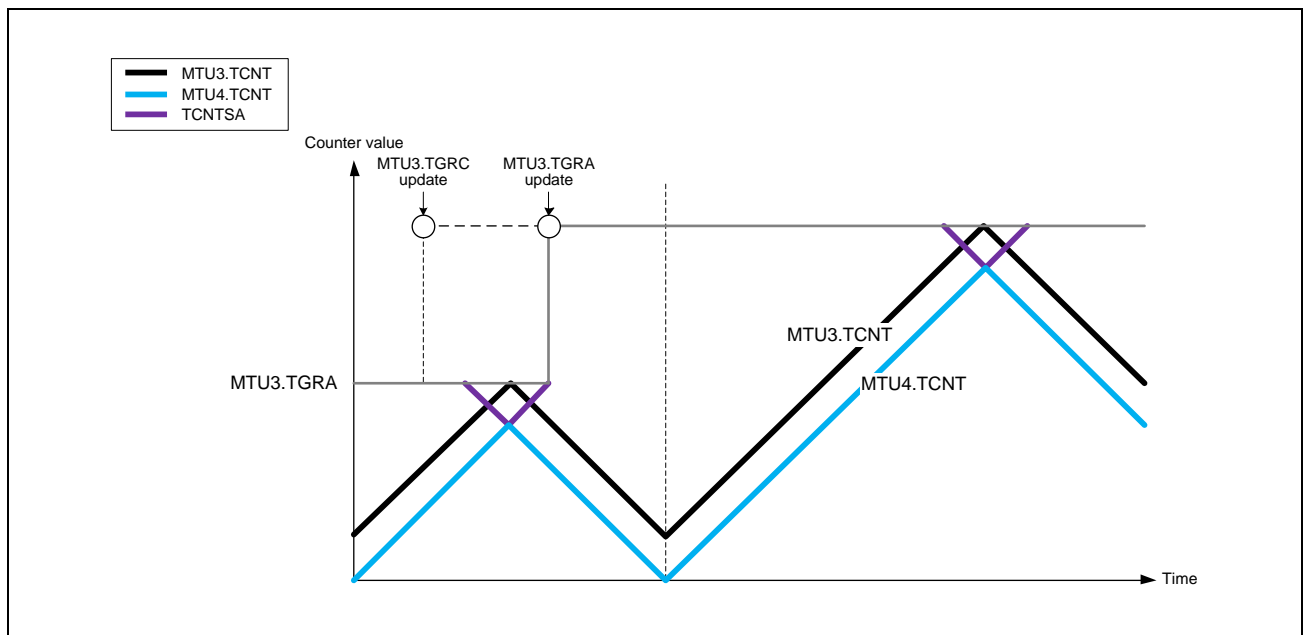 MTU3.TCNT
MTU4.TCNT
TCNTSA
Counter value
MTU3.TGRC
update
MTU3.TGRA
update
MTU3.TCNT
MTU3.TGRA
MTU4.TCNT
Time